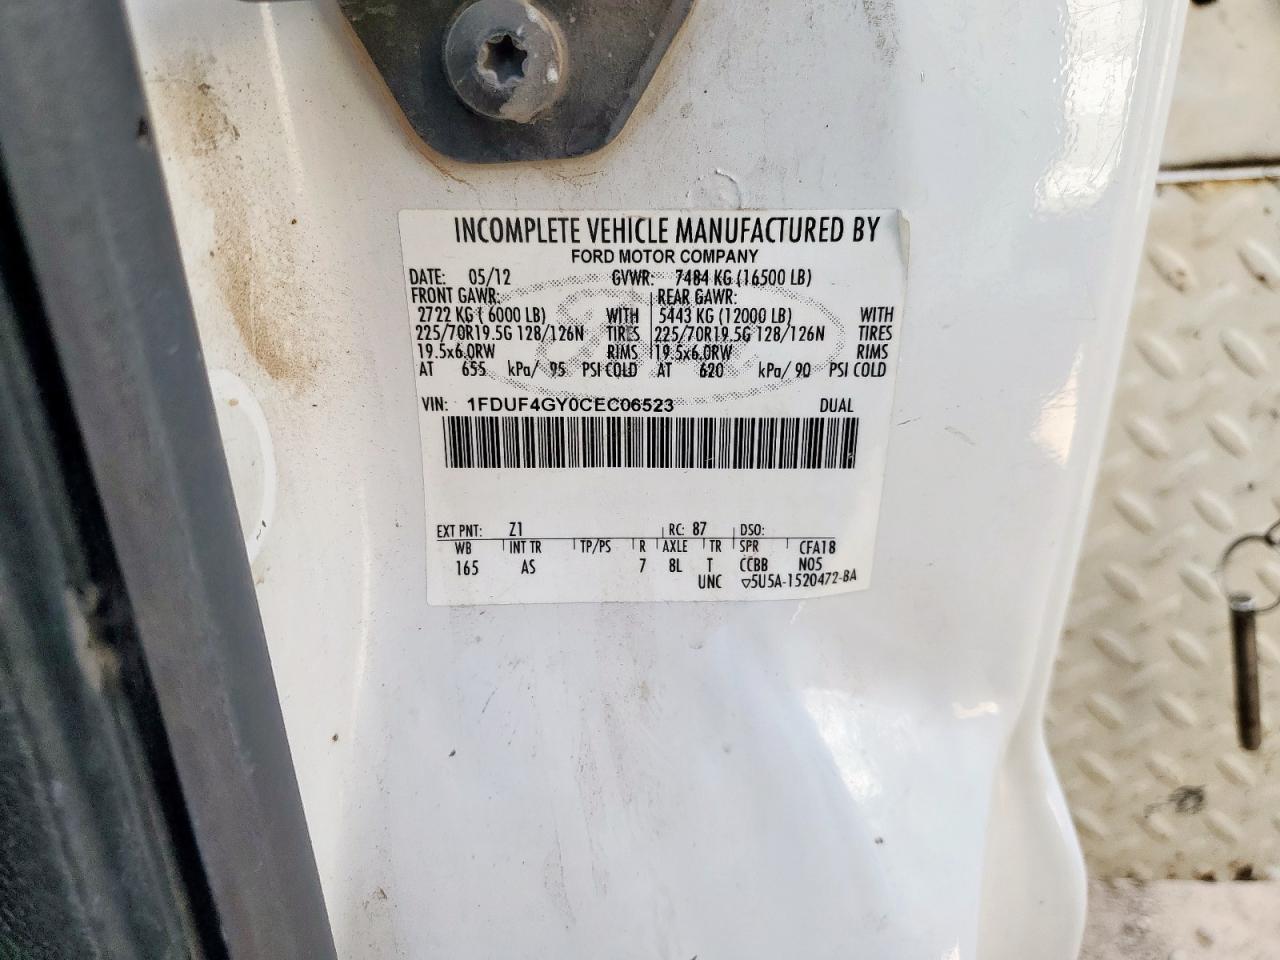 INCOMPLETE VEHICLE MANUFACTURED BY
FORD MOTOR COMPANY
DATE: 05/12 GVWR: 7484 KG (16500 LB)
FRONT GAWR: REAR GAWR:
2722 KG ( 6000 LB) WITH 5443 KG (12000 LB) WITH
225/70R19.5G 128/126N TIRES 225/70R19.5G 128/126N TIRES
19.5x6.0RW RIMS 19.5x6.0RW RIMS
AT 655 kPa/ 95 PSI COLD AT 620 kPa/ 90 PSI COLD
VIN: 1FDUF4GY0CEC06523 DUAL
EXT PNT: Z1 RC: 87 DSO:
WB INT TR TP/PS R AXLE TR SPR CFA18
165 AS 7 8L T CCBB N05
UNC ▽5U5A-1520472-BA